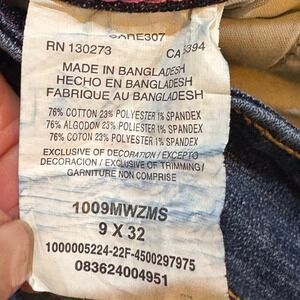 RN 130273
MADE IN BANGLADESH
HECHO EN BANGLADESH
FABRIQUE AU BANGLADESH
76% COTTON 23% POLYESTER 1% SPANDEX
76% ALGODON 23% POLYESTER 1% SPANDEX
76% COTON 23% POLYESTER 1% SPANDEX
EXCLUSIVE OF DECORATION / EXCEPTO
DECORACION / EXCLUSIVE OF TRIMMING /
GARNITURE NON COMPRISE
1009MWZMS
9 X 32
1000005224-22F-4500297975
083624004951